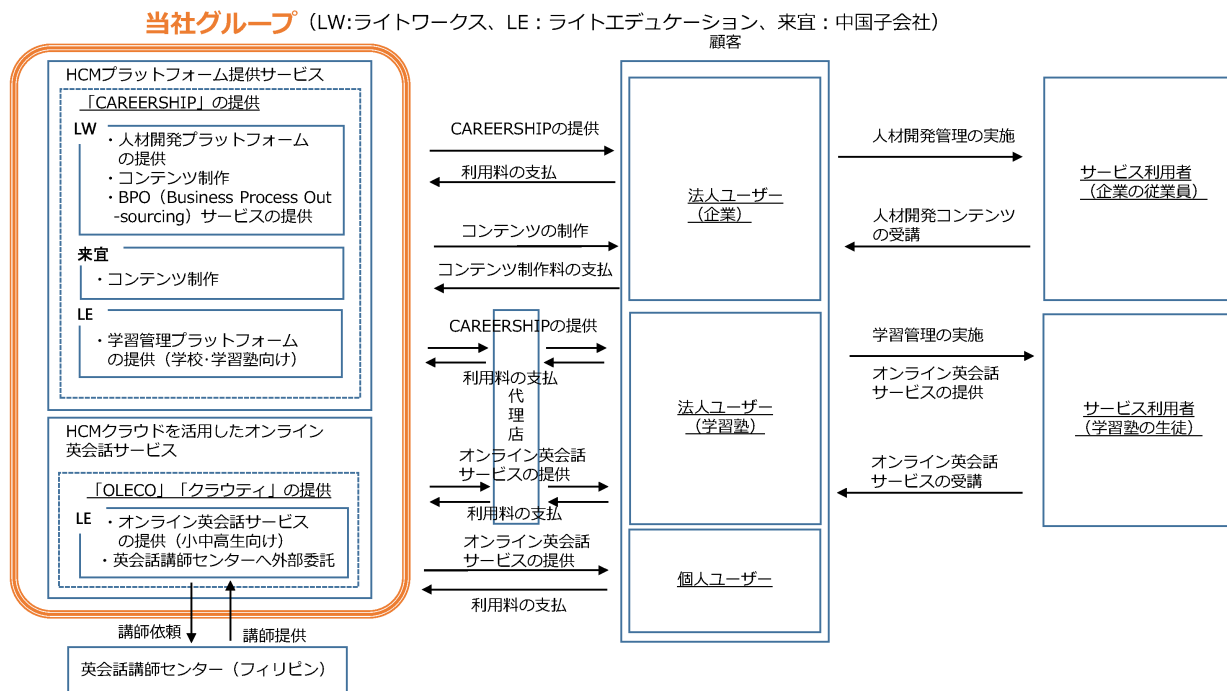 当社グループ（LW:ライトワークス、LE：ライトエデュケーション、来宜：中国子会社）
顧客
HCMプラットフォーム提供サービス
「CAREERSHIP」の提供
LW
・人材開発プラットフォーム
の提供
・コンテンツ制作
・BPO（Business Process Out
-sourcing）サービスの提供
来宜
・コンテンツ制作
LE
・学習管理プラットフォーム
の提供（学校･学習塾向け）
HCMクラウドを活用したオンライン
英会話サービス
「OLECO」「クラウティ」の提供
LE
・オンライン英会話サービス
の提供（小中高生向け）
・英会話講師センターへ外部委託
講師依頼
講師提供
英会話講師センター（フィリピン）
CAREERSHIPの提供
利用料の支払
コンテンツの制作
コンテンツ制作料の支払
CAREERSHIPの提供
利用料の支払
代
理
店
オンライン英会話
サービスの提供
利用料の支払
オンライン英会話
サービスの提供
利用料の支払
法人ユーザー
（企業）
法人ユーザー
（学習塾）
個人ユーザー
人材開発管理の実施
人材開発コンテンツ
の受講
学習管理の実施
オンライン英会話
サービスの提供
オンライン英会話
サービスの受講
サービス利用者
（企業の従業員）
サービス利用者
（学習塾の生徒）